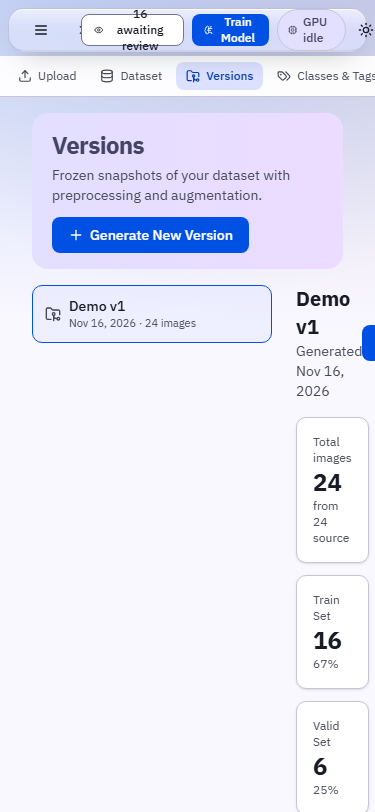 16
awaiting
review
Train
Model
GPU
idle
Upload
Dataset
Versions
Classes & Tags
Versions
Frozen snapshots of your dataset with
preprocessing and augmentation.
Generate New Version
Demo v1
Nov 16, 2026 · 24 images
Demo
v1
Generated
Nov 16,
2026
Total
images
24
from
24
source
Train
Set
16
67%
Valid
Set
6
25%